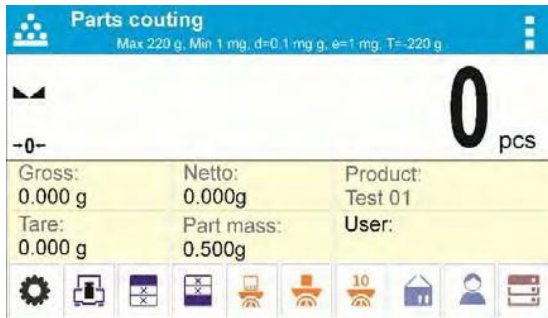 Parts couting
Max 220 g, Min 1 mg, d=0.1 mg g, e=1 mg, T=-220 g
0 pcs
→0←
Gross: Netto: Product:
0.000 g 0.000g Test 01
Tare: Part mass: User:
0.000 g 0.500g
10